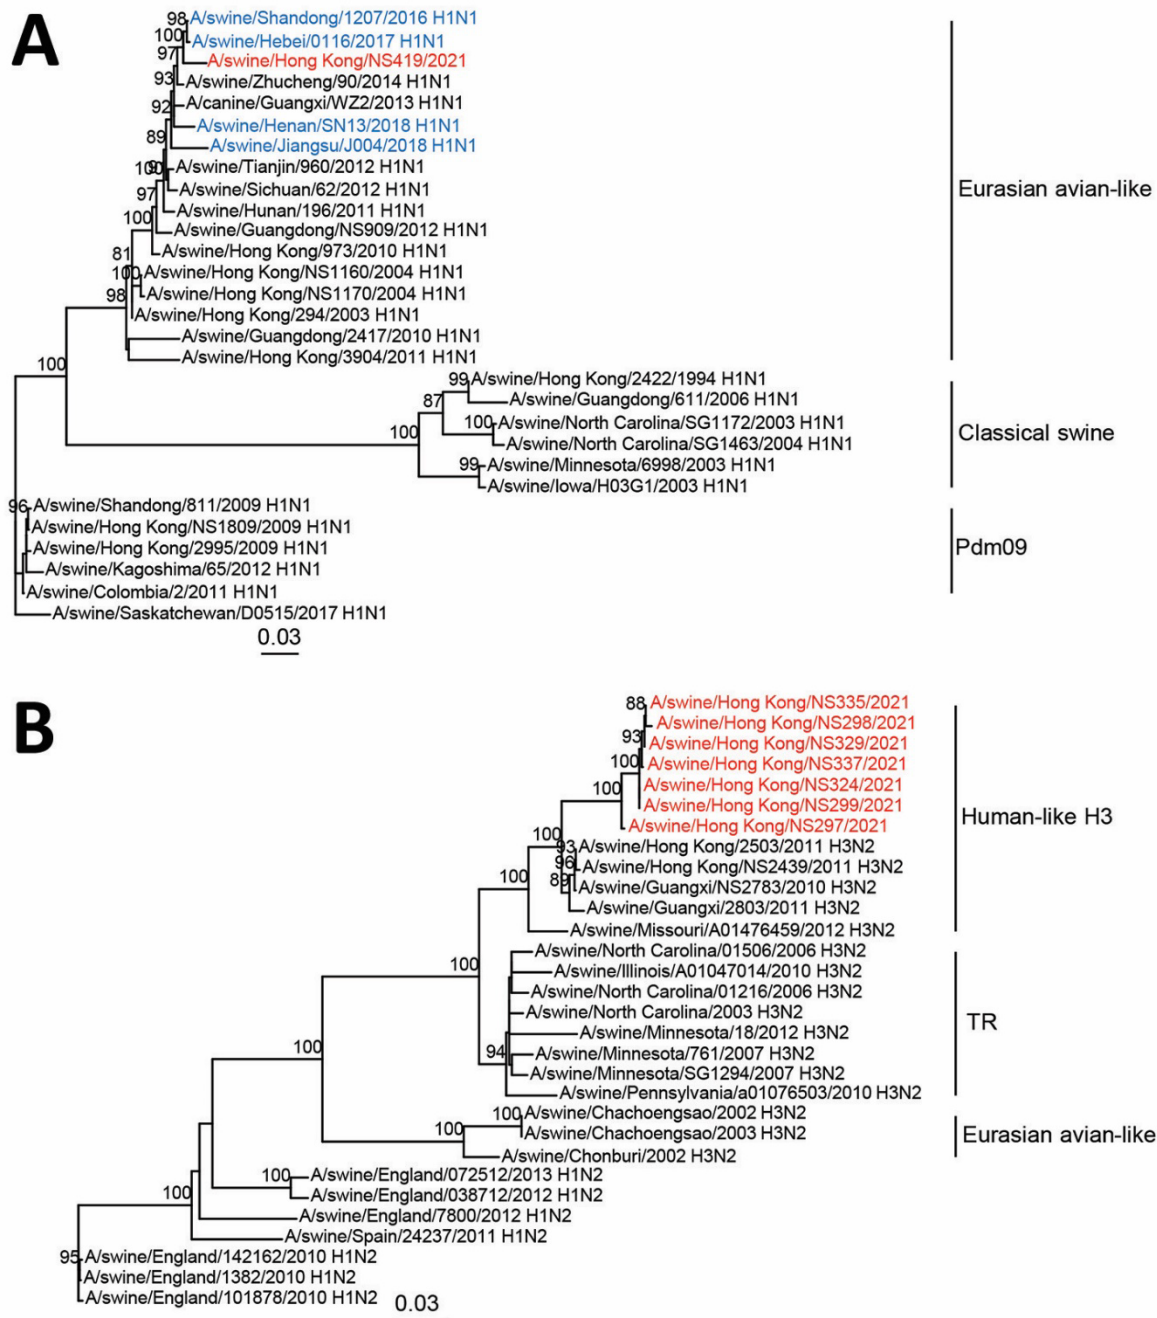 A
98 A/swine/Shandong/1207/2016 H1N1
100 A/swine/Hebei/0116/2017 H1N1
97 A/swine/Hong Kong/NS419/2021
93 A/swine/Zhucheng/90/2014 H1N1
92 A/canine/Guangxi/WZ2/2013 H1N1
A/swine/Henan/SN13/2018 H1N1
89 A/swine/Jiangsu/J004/2018 H1N1
100 A/swine/Tianjin/960/2012 H1N1
A/swine/Sichuan/62/2012 H1N1
Eurasian avian-like
97 A/swine/Hunan/196/2011 H1N1
100 A/swine/Guangdong/NS909/2012 H1N1
81 A/swine/Hong Kong/973/2010 H1N1
100 A/swine/Hong Kong/NS1160/2004 H1N1
98 A/swine/Hong Kong/NS1170/2004 H1N1
A/swine/Hong Kong/294/2003 H1N1
A/swine/Guangdong/2417/2010 H1N1
A/swine/Hong Kong/3904/2011 H1N1
100
99 A/swine/Hong Kong/2422/1994 H1N1
87 A/swine/Guangdong/611/2006 H1N1
100 A/swine/North Carolina/SG1172/2003 H1N1
100 A/swine/North Carolina/SG1463/2004 H1N1
Classical swine
99 A/swine/Minnesota/6998/2003 H1N1
A/swine/Iowa/H03G1/2003 H1N1
96 A/swine/Shandong/811/2009 H1N1
A/swine/Hong Kong/NS1809/2009 H1N1
A/swine/Hong Kong/2995/2009 H1N1
Pdm09
A/swine/Kagoshima/65/2012 H1N1
A/swine/Colombia/2/2011 H1N1
A/swine/Saskatchewan/D0515/2017 H1N1
0.03
B
88 A/swine/Hong Kong/NS335/2021
A/swine/Hong Kong/NS298/2021
93 A/swine/Hong Kong/NS329/2021
100 A/swine/Hong Kong/NS337/2021
100 A/swine/Hong Kong/NS324/2021
A/swine/Hong Kong/NS299/2021
Human-like H3
A/swine/Hong Kong/NS297/2021
100
93 A/swine/Hong Kong/2503/2011 H3N2
96 A/swine/Hong Kong/NS2439/2011 H3N2
100 89 A/swine/Guangxi/NS2783/2010 H3N2
A/swine/Guangxi/2803/2011 H3N2
A/swine/Missouri/A01476459/2012 H3N2
A/swine/North Carolina/01506/2006 H3N2
100 A/swine/Illinois/A01047014/2010 H3N2
A/swine/North Carolina/01216/2006 H3N2
A/swine/North Carolina/2003 H3N2
TR
A/swine/Minnesota/18/2012 H3N2
100 94 A/swine/Minnesota/761/2007 H3N2
A/swine/Minnesota/SG1294/2007 H3N2
A/swine/Pennsylvania/a01076503/2010 H3N2
100 A/swine/Chachoengsao/2002 H3N2
100 A/swine/Chachoengsao/2003 H3N2
Eurasian avian-like
A/swine/Chonburi/2002 H3N2
100 A/swine/England/072512/2013 H1N2
100 A/swine/England/038712/2012 H1N2
A/swine/England/7800/2012 H1N2
A/swine/Spain/24237/2011 H1N2
95 A/swine/England/142162/2010 H1N2
A/swine/England/1382/2010 H1N2
A/swine/England/101878/2010 H1N2
0.03